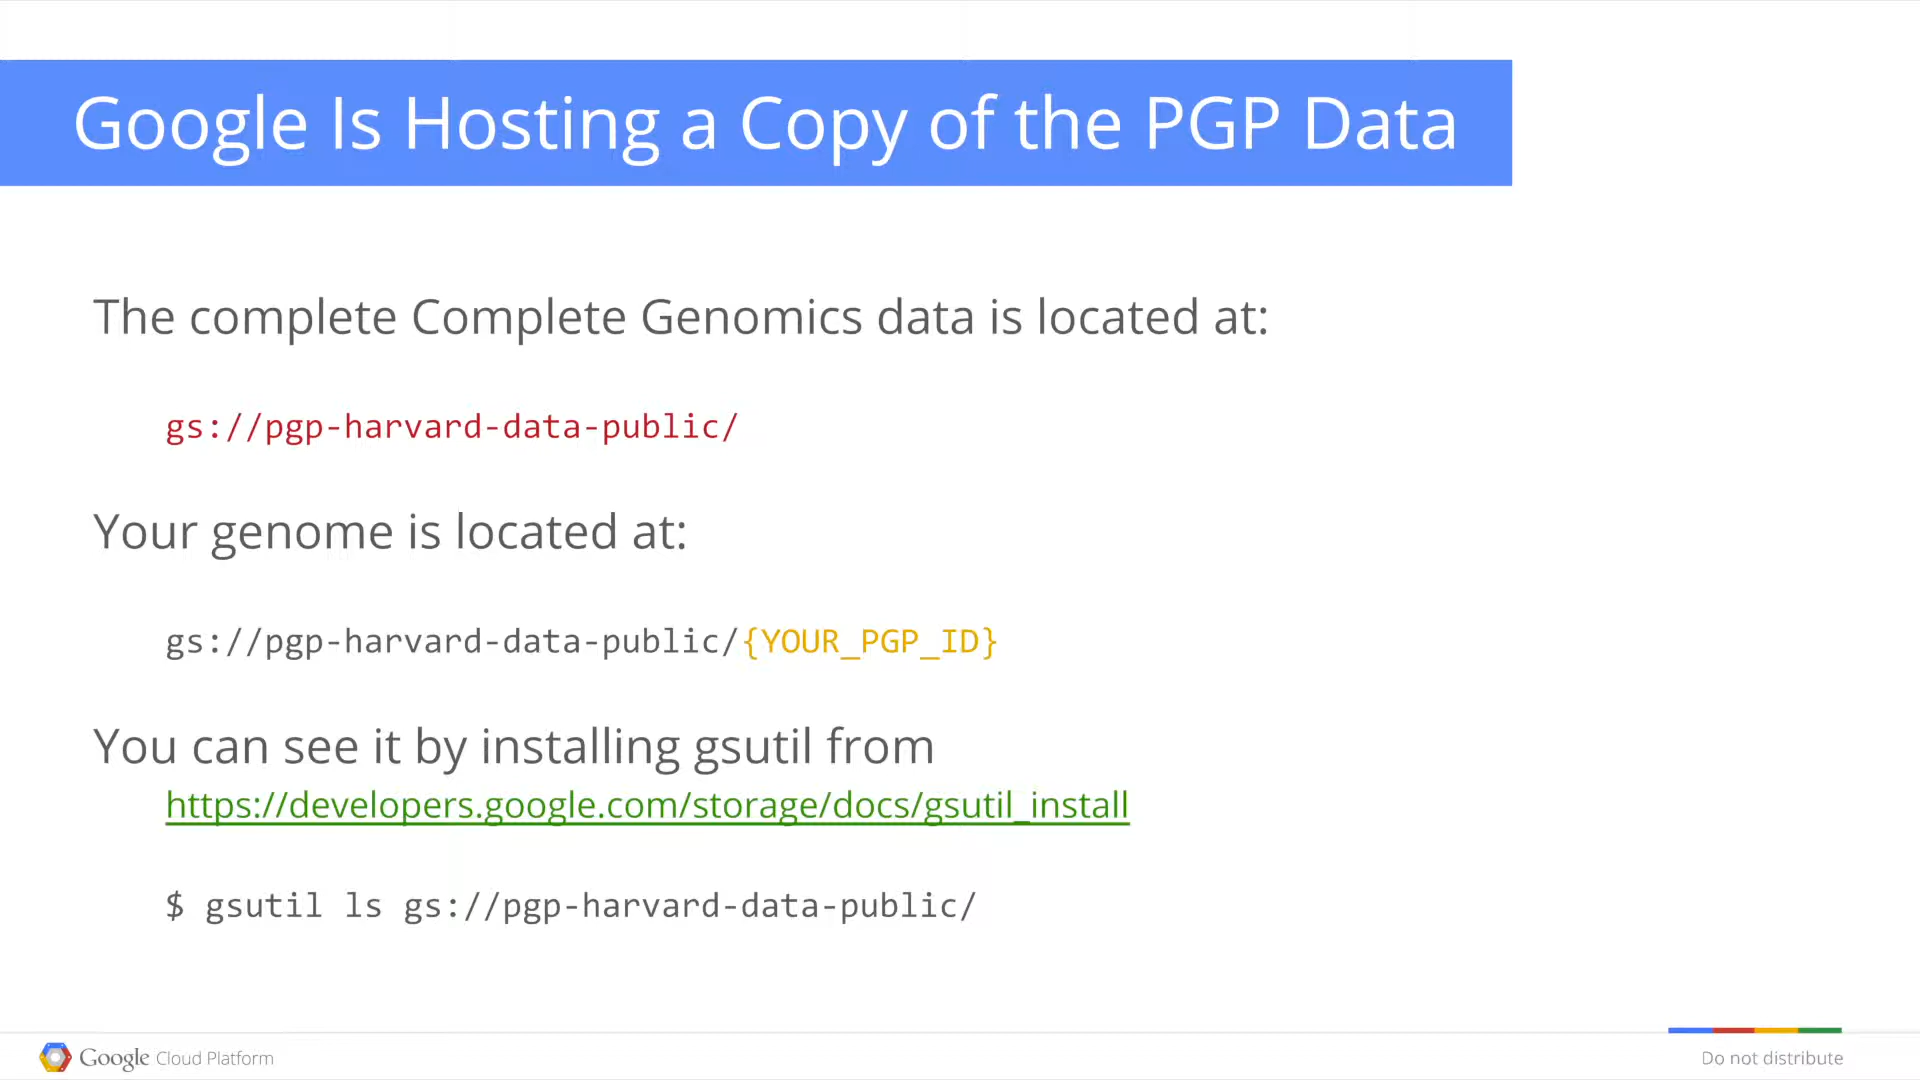 Google Is Hosting a Copy of the PGP Data
The complete Complete Genomics data is located at:
gs://pgp-harvard-data-public/
Your genome is located at:
gs://pgp-harvard-data-public/{YOUR_PGP_ID}
You can see it by installing gsutil from
https://developers.google.com/storage/docs/gsutil_install
$ gsutil ls gs://pgp-harvard-data-public/
Google Cloud Platform
Do not distribute